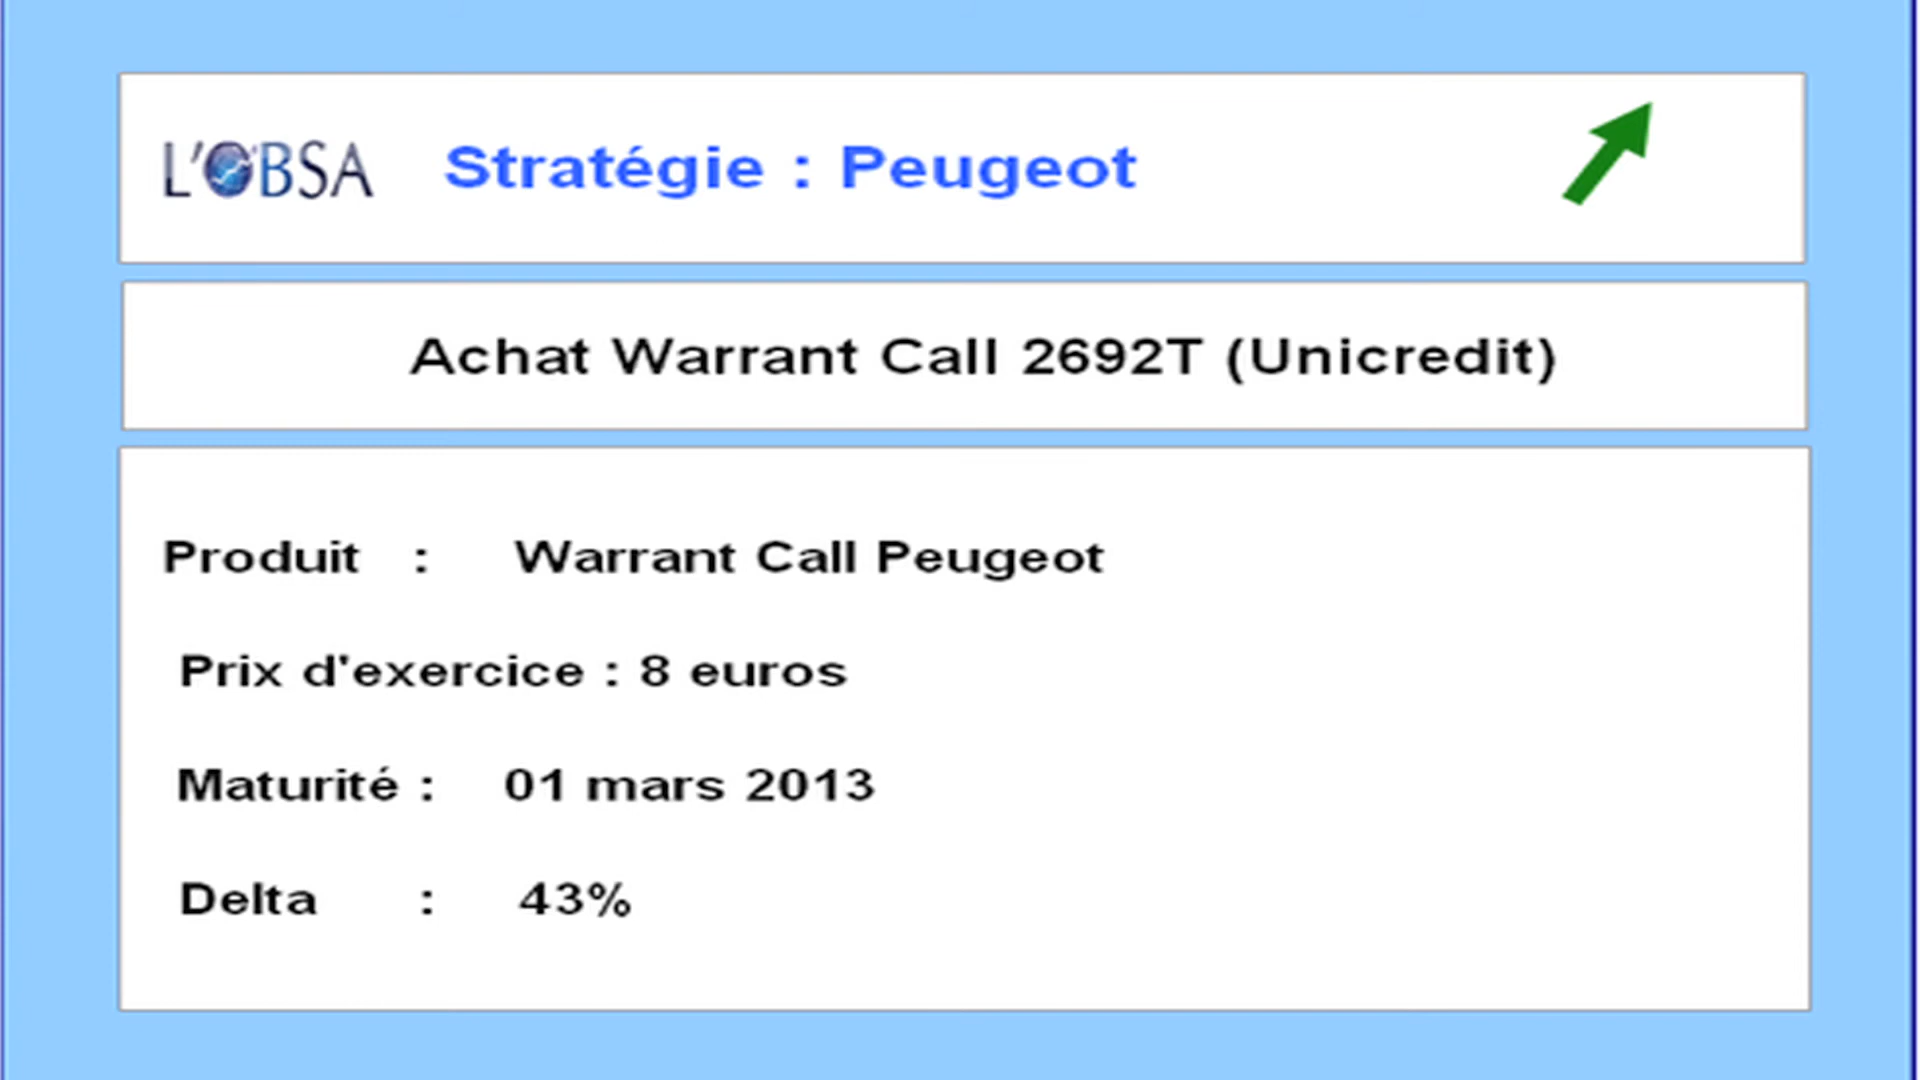 L'OBSA Stratégie : Peugeot
Achat Warrant Call 2692T (Unicredit)
Produit : Warrant Call Peugeot
Prix d'exercice : 8 euros
Maturité : 01 mars 2013
Delta : 43%